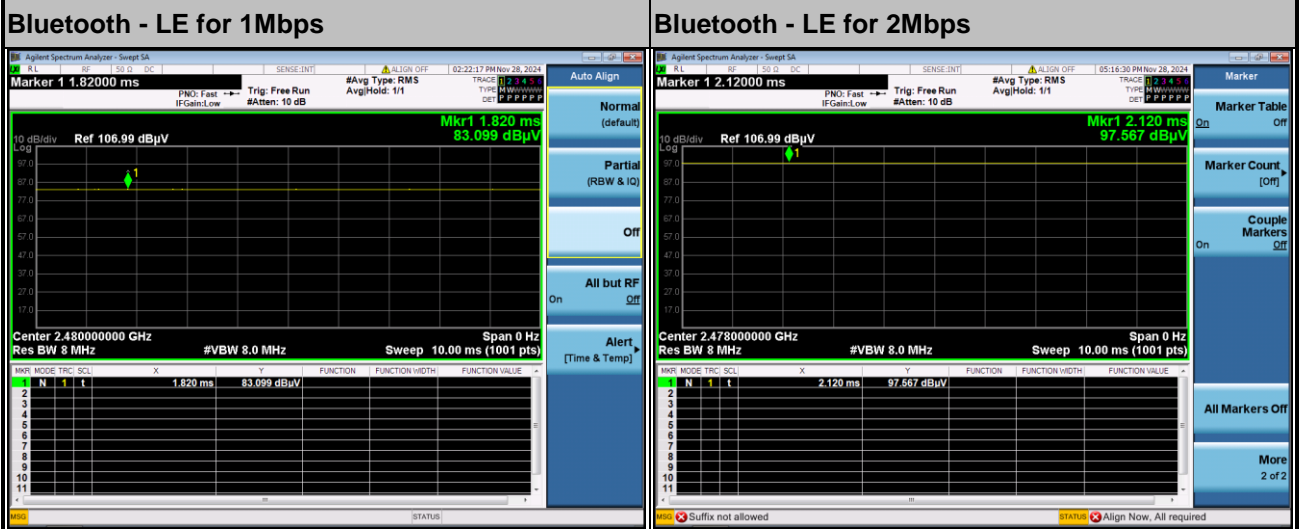 Bluetooth - LE for 1Mbps
Agilent Spectrum Analyzer - Swept SA
RL RF 50 Ω DC SENSE:INT ALIGN OFF 02:22:17 PM Nov 28, 2024
Marker 1 1.82000 ms
PNO: Fast
IFGain:Low
Trig: Free Run
#Atten: 10 dB
#Avg Type: RMS
Avg|Hold: 1/1
TRACE 1 2 3 4 5 6
TYPE MWWWWW
DET P P P P P P
Mkr1 1.820 ms
83.099 dBµV
10 dB/div Ref 106.99 dBµV
Log
97.0
87.0
77.0
67.0
57.0
47.0
37.0
27.0
17.0
1
Center 2.480000000 GHz Span 0 Hz
Res BW 8 MHz #VBW 8.0 MHz Sweep 10.00 ms (1001 pts)
MKR MODE TRC SCL X Y FUNCTION FUNCTION WIDTH FUNCTION VALUE
1 N 1 t 1.820 ms 83.099 dBµV
2
3
4
5
6
7
8
9
10
11
MSG STATUS
Auto Align
Normal
(default)
Partial
(RBW & IQ)
Off
All but RF
On Off
Alert
[Time & Temp]
Bluetooth - LE for 2Mbps
Agilent Spectrum Analyzer - Swept SA
RL RF 50 Ω DC SENSE:INT ALIGN OFF 05:16:30 PM Nov 28, 2024
Marker 1 2.12000 ms
PNO: Fast
IFGain:Low
Trig: Free Run
#Atten: 10 dB
#Avg Type: RMS
Avg|Hold: 1/1
TRACE 1 2 3 4 5 6
TYPE MWWWWW
DET P P P P P P
Mkr1 2.120 ms
97.567 dBµV
10 dB/div Ref 106.99 dBµV
Log
97.0
87.0
77.0
67.0
57.0
47.0
37.0
27.0
17.0
1
Center 2.478000000 GHz Span 0 Hz
Res BW 8 MHz #VBW 8.0 MHz Sweep 10.00 ms (1001 pts)
MKR MODE TRC SCL X Y FUNCTION FUNCTION WIDTH FUNCTION VALUE
1 N 1 t 2.120 ms 97.567 dBµV
2
3
4
5
6
7
8
9
10
11
MSG Suffix not allowed STATUS Align Now, All required
Marker
Marker Table
On Off
Marker Count
[Off]
Couple
Markers
On Off
All Markers Off
More
2 of 2